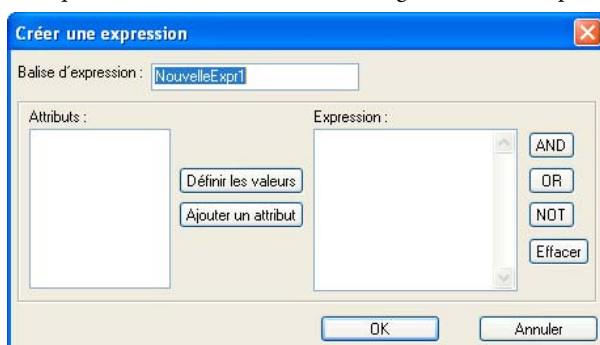 Créer une expression
Balise d'expression : NouvelleExpr1
Attributs :
Expression :
Définir les valeurs
Ajouter un attribut
AND
OR
NOT
Effacer
OK
Annuler